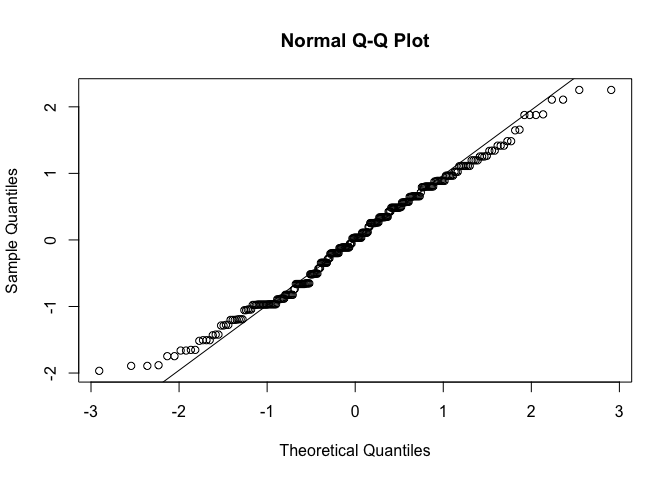 Normal Q-Q Plot
Sample Quantiles
2
1
0
-1
-2
-3 -2 -1 0 1 2 3
Theoretical Quantiles